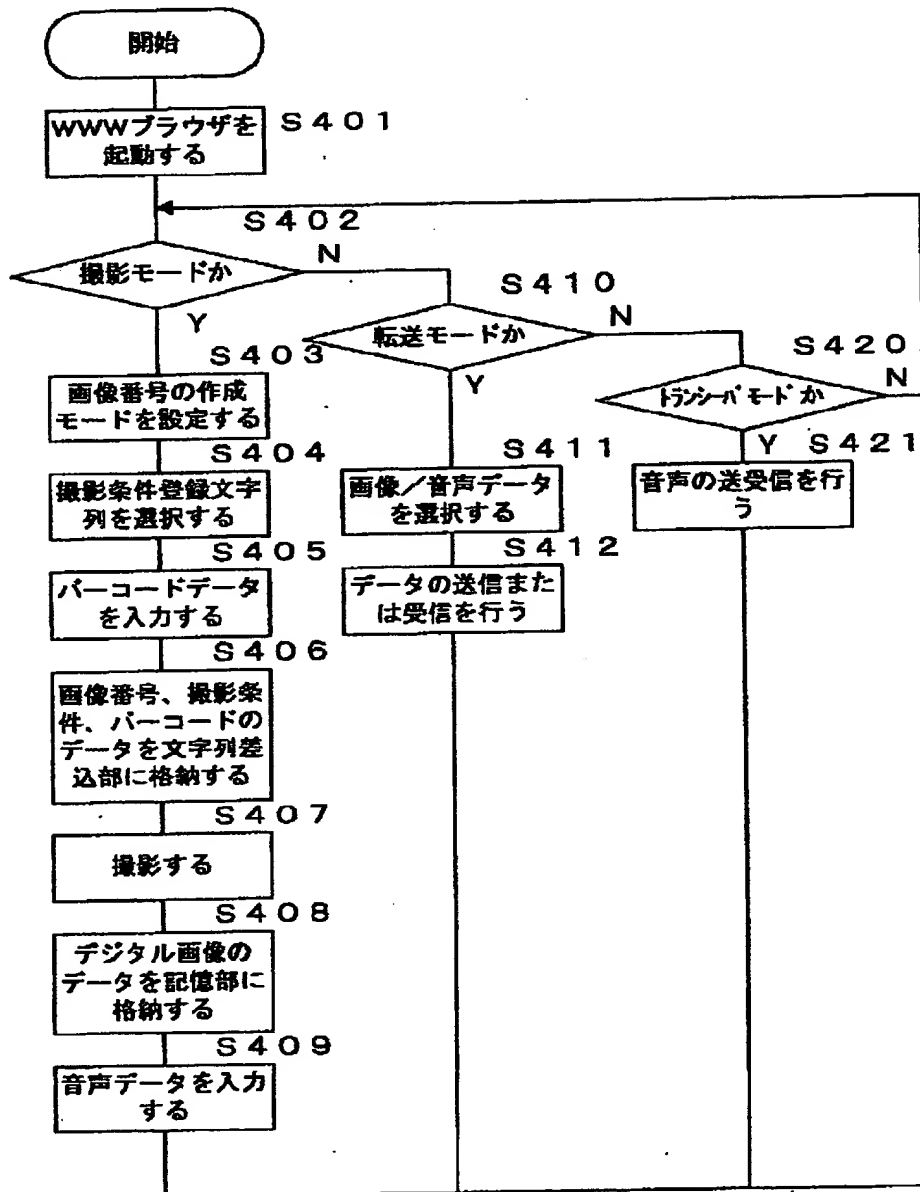 開始
WWWブラウザを
起動する
S401
S402
撮影モードか
N
Y
S403
画像番号の作成
モードを設定する
S404
撮影条件登録文字
列を選択する
S405
バーコードデータ
を入力する
S406
画像番号、撮影条
件、バーコードの
データを文字列差
込部に格納する
S407
撮影する
S408
デジタル画像の
データを記憶部に
格納する
S409
音声データを入力
する
S410
転送モードか
N
Y
S411
画像／音声データ
を選択する
S412
データの送信また
は受信を行う
S420
トランシーバモードか
N
Y
S421
音声の送受信を行
う